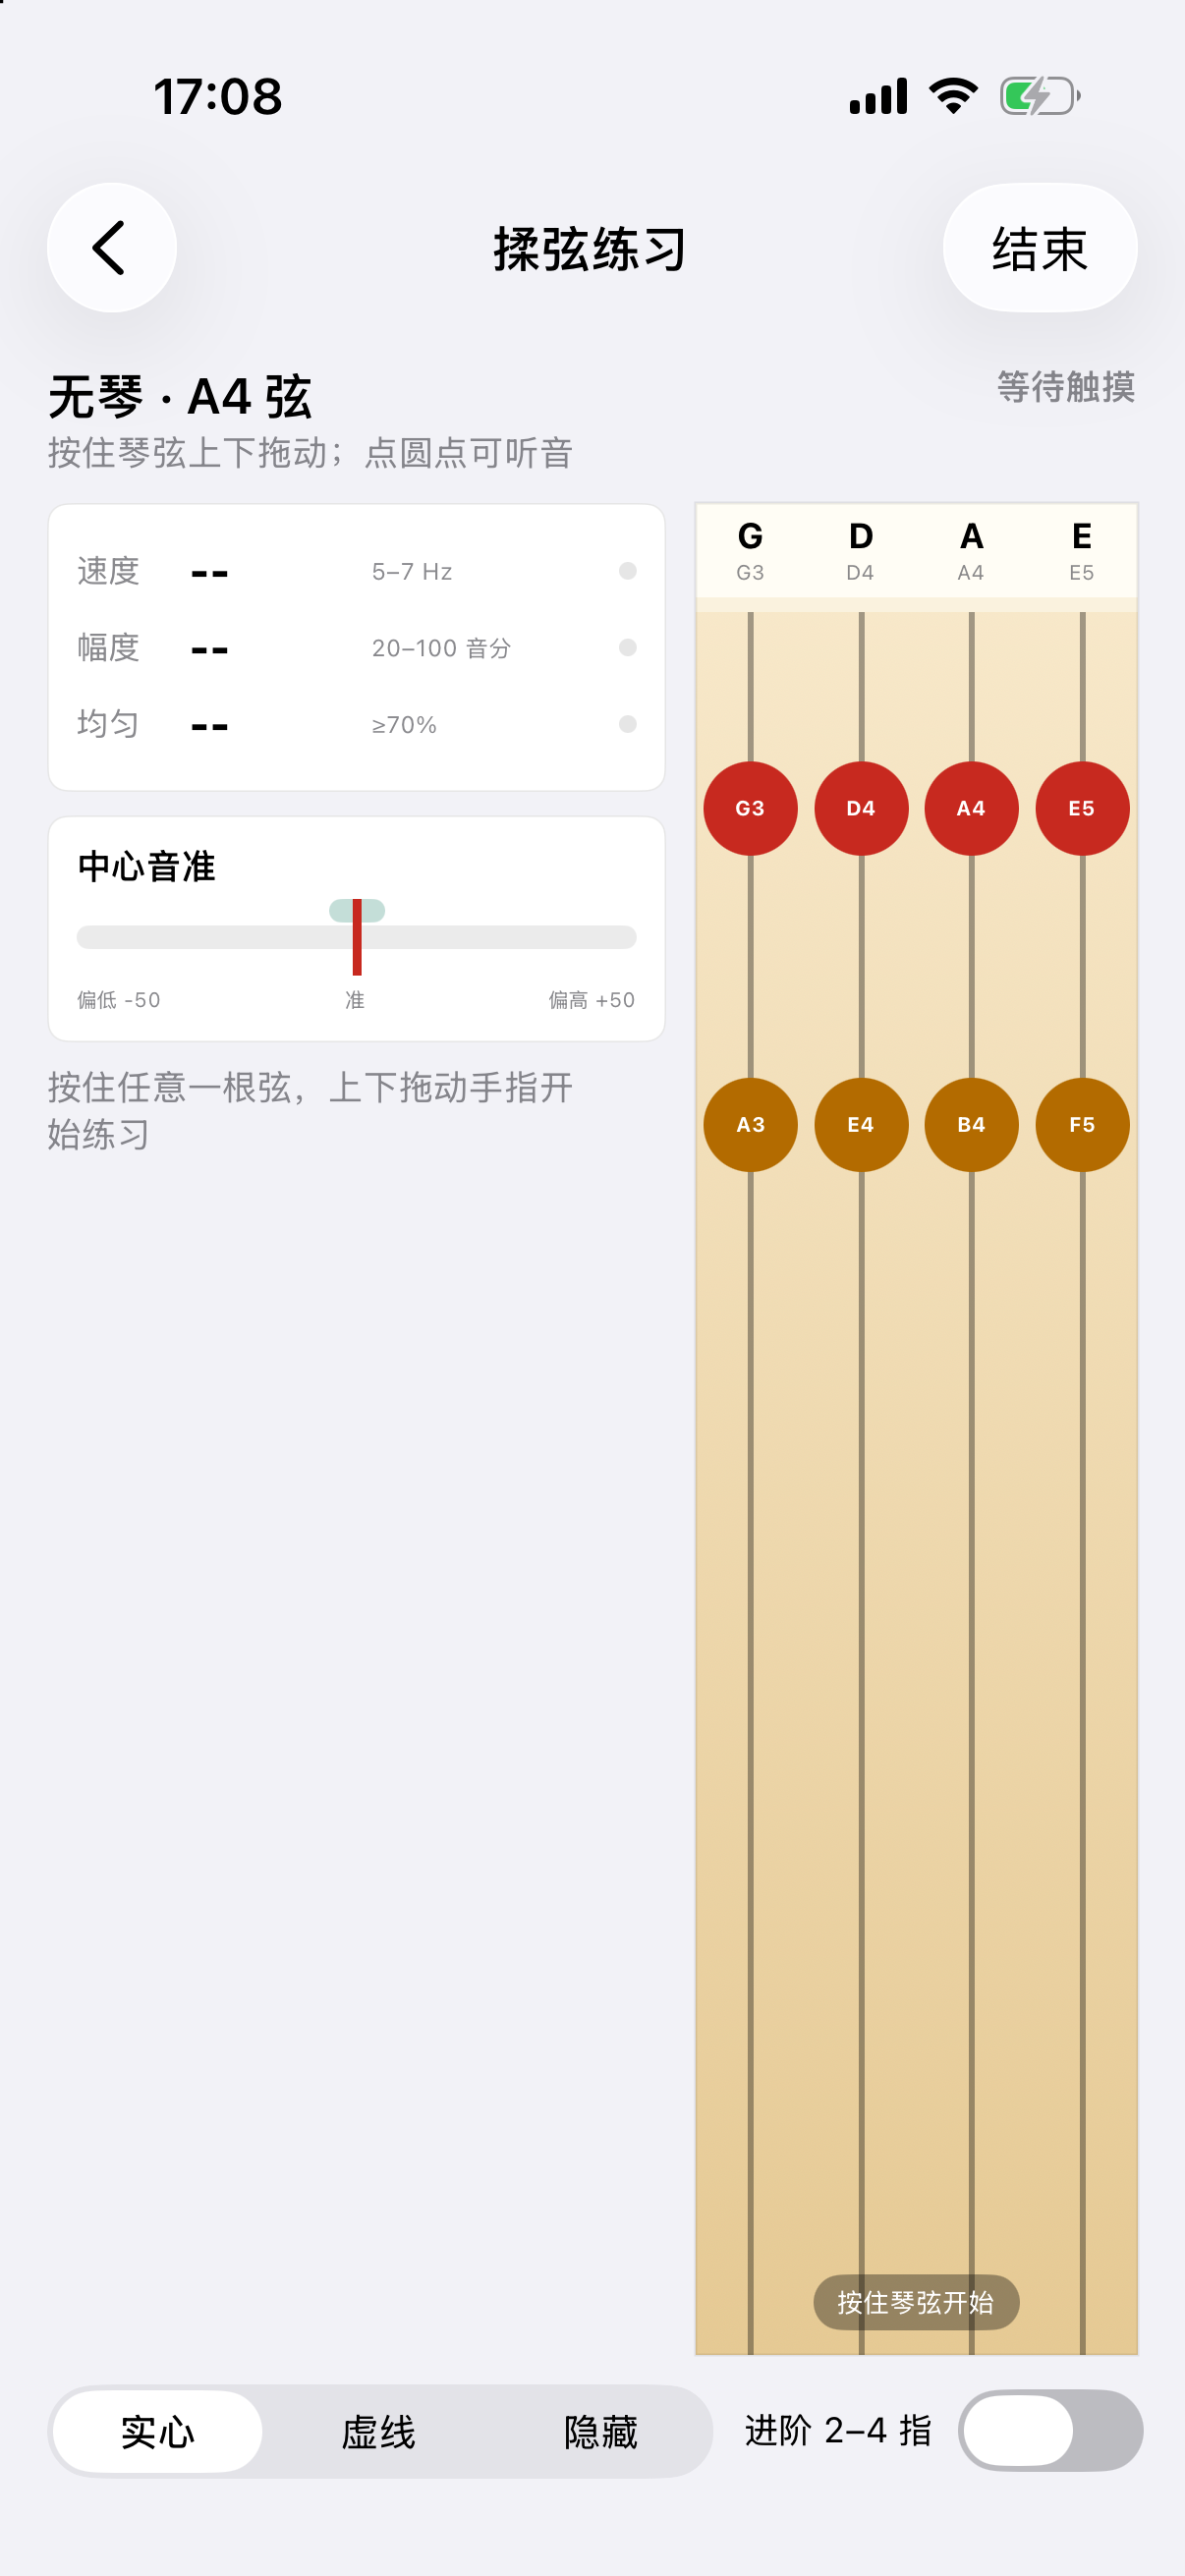 17:08
揉弦练习
结束
无琴 · A4 弦
等待触摸
按住琴弦上下拖动；点圆点可听音
速度 -- 5–7 Hz
幅度 -- 20–100 音分
均匀 -- ≥70%
中心音准
偏低 -50 准 偏高 +50
按住任意一根弦，上下拖动手指开
始练习
G D A E
G3 D4 A4 E5
G3 D4 A4 E5
A3 E4 B4 F5
按住琴弦开始
实心 虚线 隐藏 进阶 2–4 指